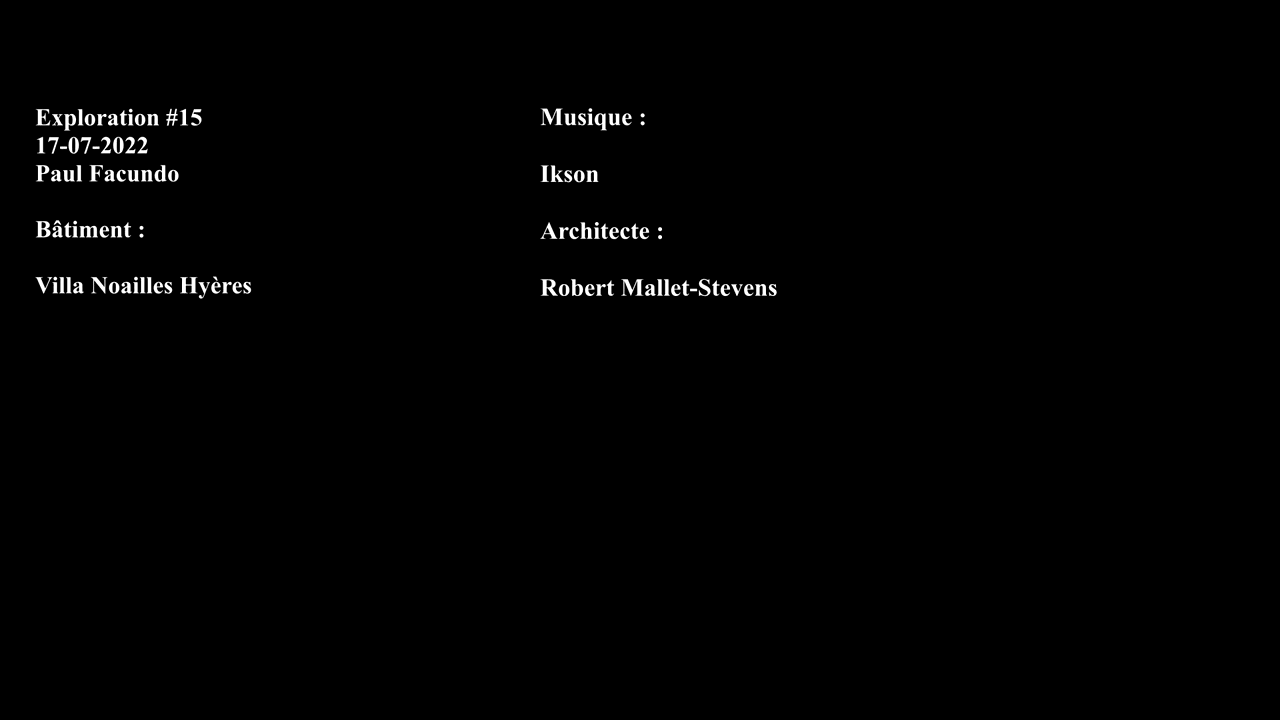 Exploration #15
17-07-2022
Paul Facundo
Bâtiment :
Villa Noailles Hyères
Musique :
Ikson
Architecte :
Robert Mallet-Stevens